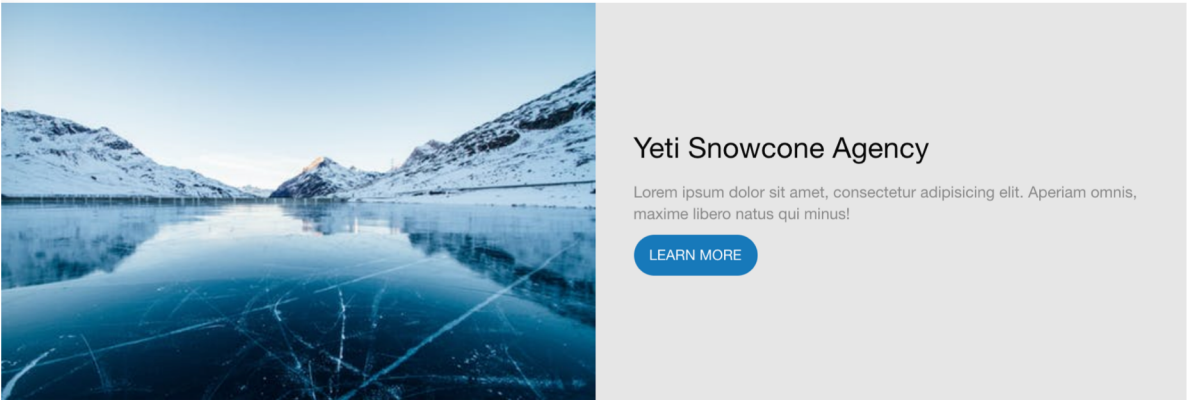 Yeti Snowcone Agency
Lorem ipsum dolor sit amet, consectetur adipisicing elit. Aperiam omnis,
maxime libero natus qui minus!
LEARN MORE